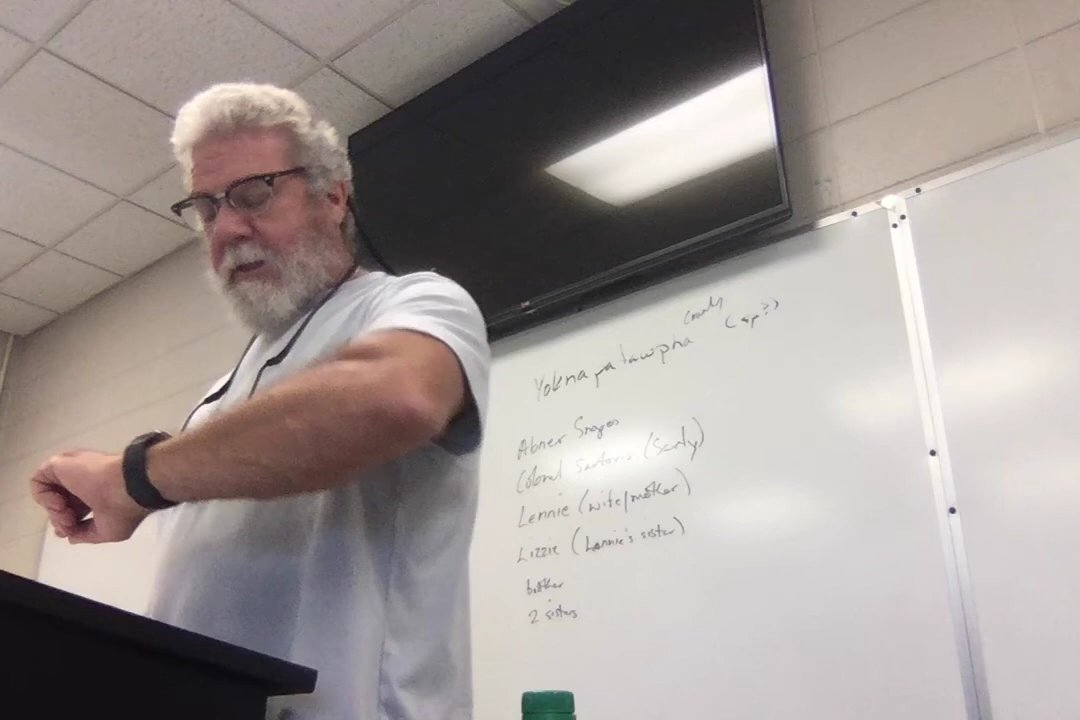 county (sp?)
Yoknapatawpha
Abner Snopes
Colonel Sartoris (Sarty)
Lennie (wife/mother)
Lizzie (Lennie's sister)
brother
2 sisters